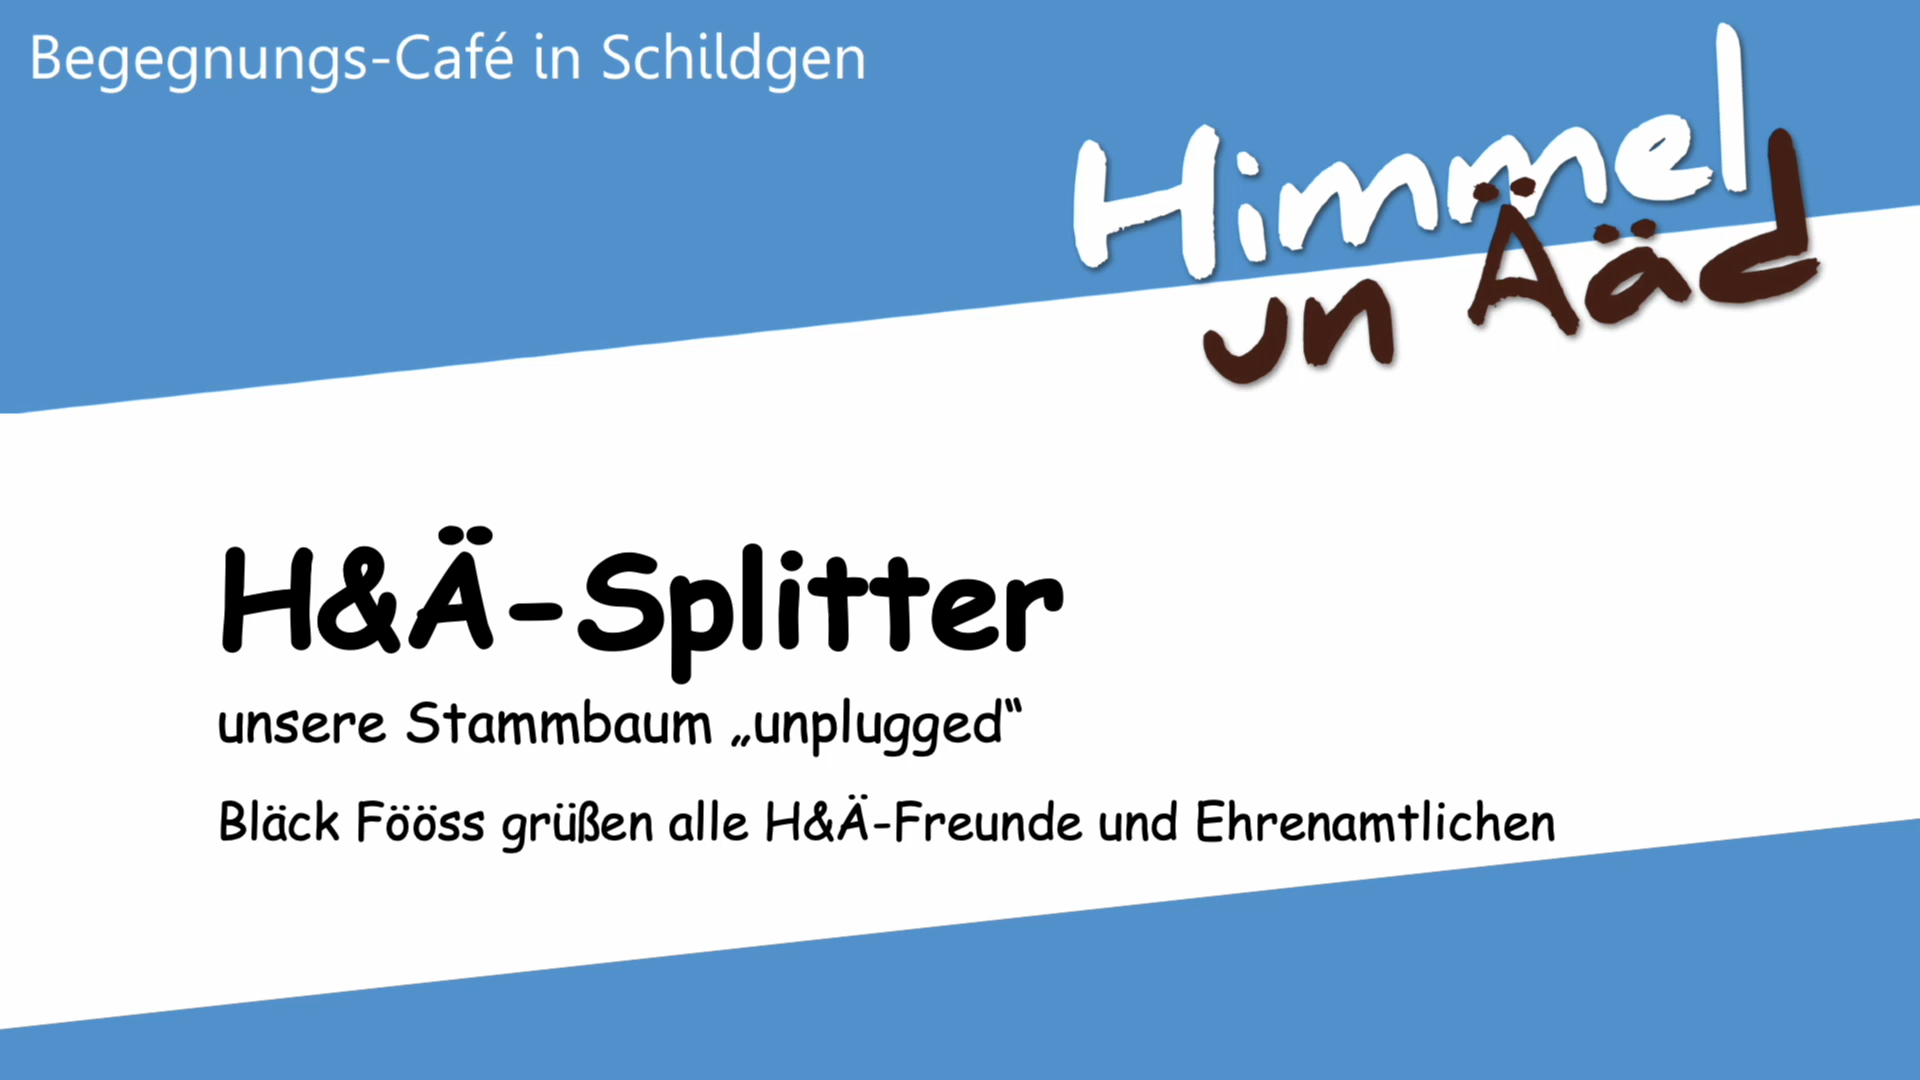 Begegnungs-Café in Schildgen
Himmel
un Ääd
H&Ä-Splitter
unsere Stammbaum „unplugged“
Bläck Fööss grüßen alle H&Ä-Freunde und Ehrenamtlichen